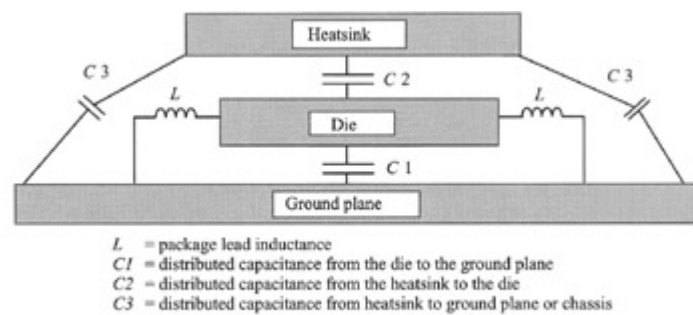 Heatsink
C 3
C 3
C 2
L
L
Die
C 1
Ground plane
L = package lead inductance
C1 = distributed capacitance from the die to the ground plane
C2 = distributed capacitance from the heatsink to the die
C3 = distributed capacitance from heatsink to ground plane or chassis